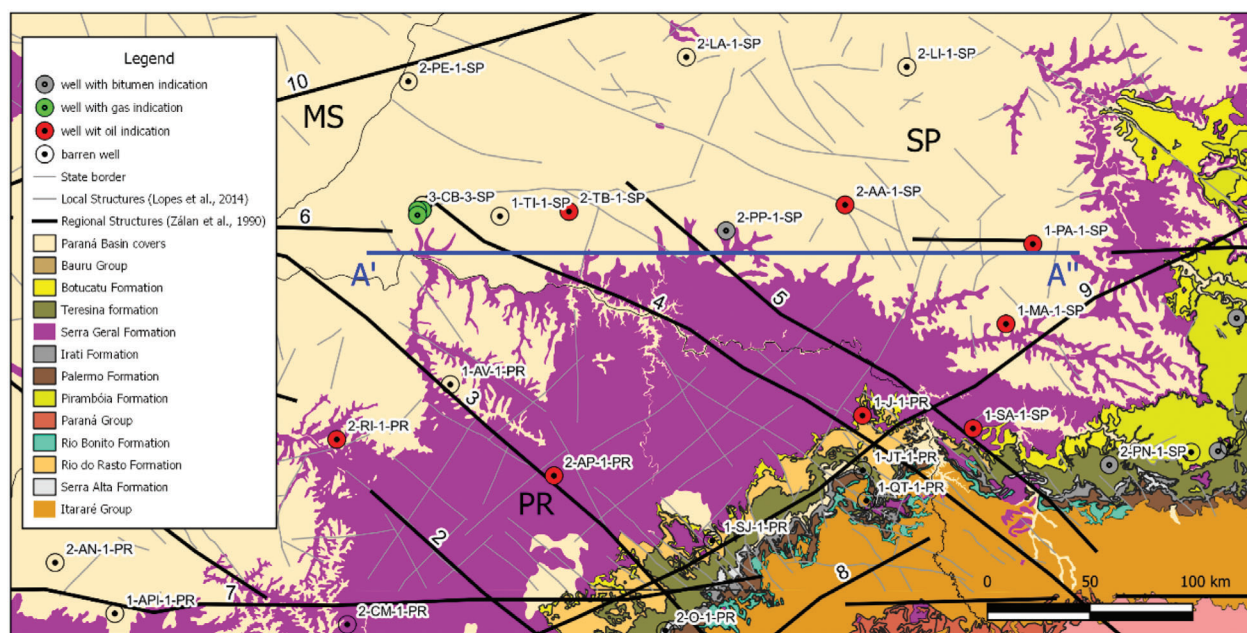 Legend
well with bitumen indication
well with gas indication
well wit oil indication
barren well
State border
Local Structures (Lopes et al., 2014)
Regional Structures (Zálan et al., 1990)
Paraná Basin covers
Bauru Group
Botucatu Formation
Teresina formation
Serra Geral Formation
Irati Formation
Palermo Formation
Pirambóia Formation
Paraná Group
Rio Bonito Formation
Rio do Rasto Formation
Serra Alta Formation
Itararé Group
2-LA-1-SP
2-LI-1-SP
2-PE-1-SP
10
MS
SP
3-CB-3-SP
1-TI-1-SP
2-TB-1-SP
2-AA-1-SP
6
2-PP-1-SP
1-PA-1-SP
A'
A"
4
5
9
1-MA-1-SP
1-AV-1-PR
3
1-J-1-PR
1-SA-1-SP
2-RI-1-PR
2-AP-1-PR
1-JT-1-PR
2-PN-1-SP
PR
1-QT-1-PR
2
1-SJ-1-PR
2-AN-1-PR
8
7
1-API-1-PR
2-CM-1-PR
2-O-1-PR
0 50 100 km